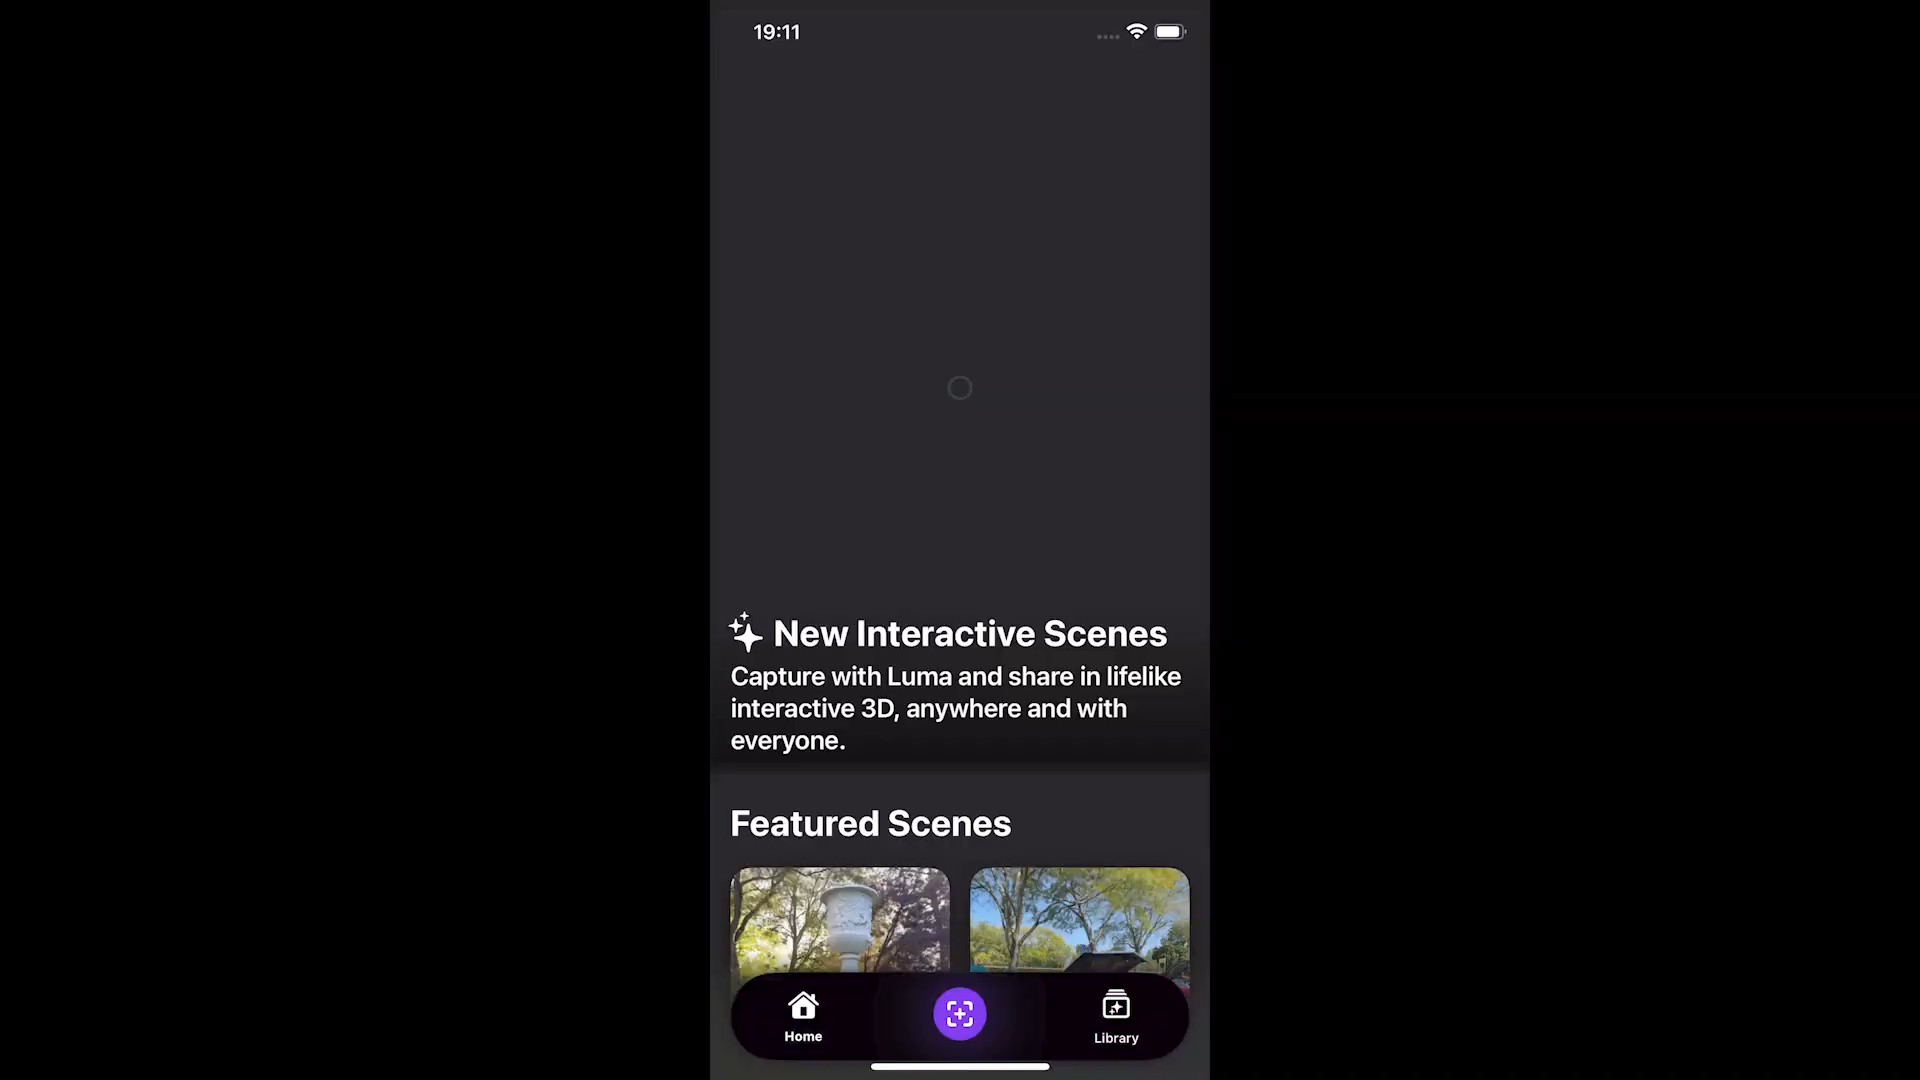 19:11
New Interactive Scenes
Capture with Luma and share in lifelike
interactive 3D, anywhere and with
everyone.
Featured Scenes
Home
Library